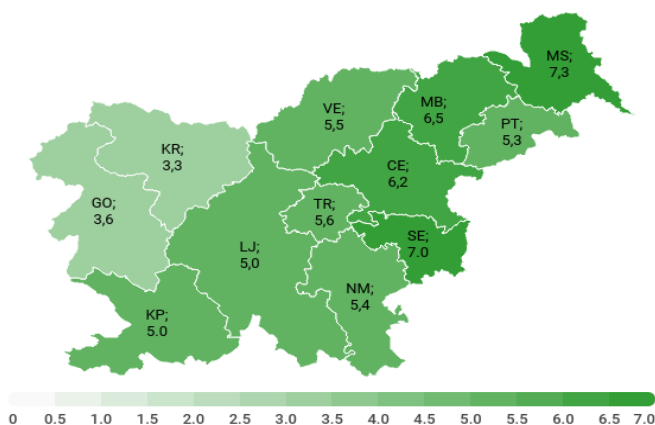 MS;
7,3
VE;
5,5
MB;
6,5
PT;
5,3
KR;
3,3
CE;
6,2
GO;
3,6
TR;
5,6
SE;
7.0
LJ;
5,0
NM;
5,4
KP;
5.0
0 0.5 1.0 1.5 2.0 2.5 3.0 3.5 4.0 4.5 5.0 5.5 6.0 6.5 7.0